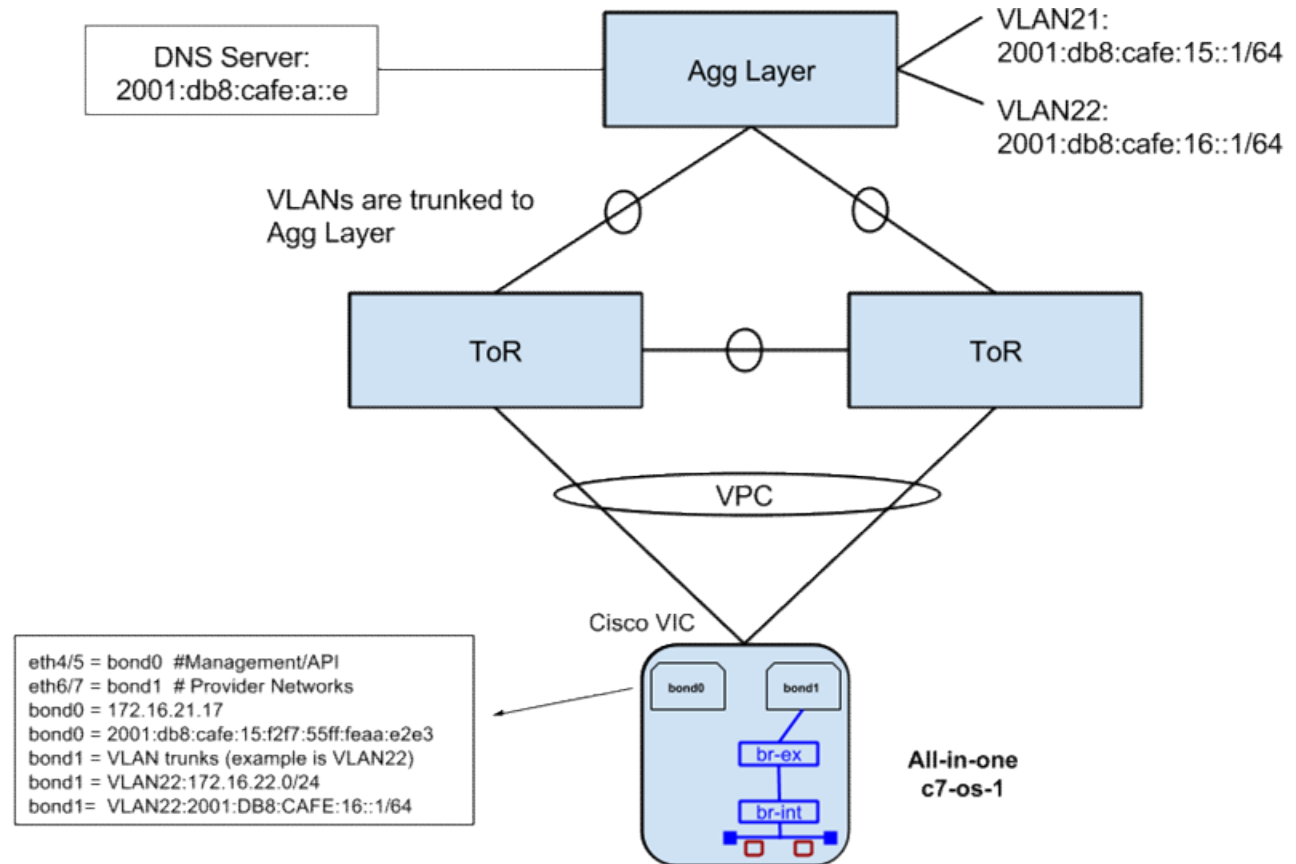 DNS Server:
2001:db8:cafe:a::e
Agg Layer
VLAN21:
2001:db8:cafe:15::1/64
VLAN22:
2001:db8:cafe:16::1/64
VLANs are trunked to
Agg Layer
ToR
ToR
VPC
Cisco VIC
eth4/5 = bond0 #Management/API
eth6/7 = bond1 # Provider Networks
bond0 = 172.16.21.17
bond0 = 2001:db8:cafe:15:f2f7:55ff:feaa:e2e3
bond1 = VLAN trunks (example is VLAN22)
bond1 = VLAN22:172.16.22.0/24
bond1= VLAN22:2001:DB8:CAFE:16::1/64
bond0
bond1
br-ex
br-int
All-in-one
c7-os-1